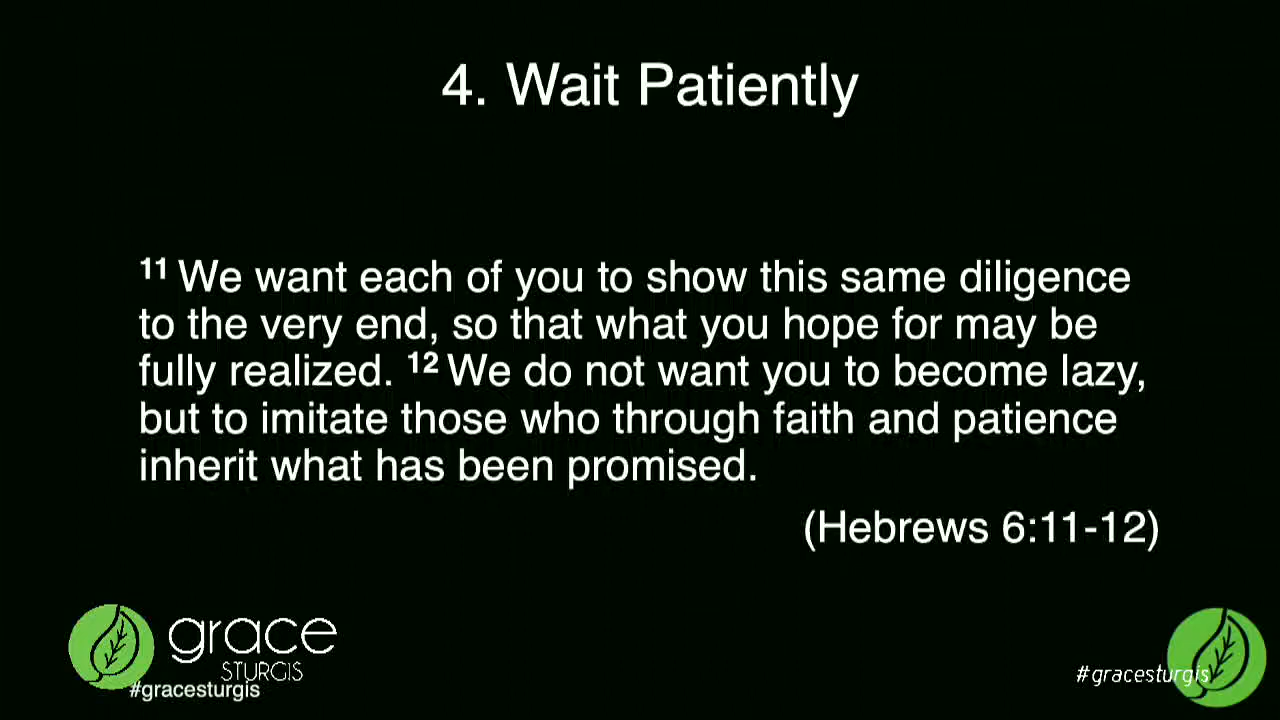 4. Wait Patiently
11 We want each of you to show this same diligence
to the very end, so that what you hope for may be
fully realized. 12 We do not want you to become lazy,
but to imitate those who through faith and patience
inherit what has been promised.
(Hebrews 6:11-12)
grace
STURGIS
#gracesturgis
#gracesturgis